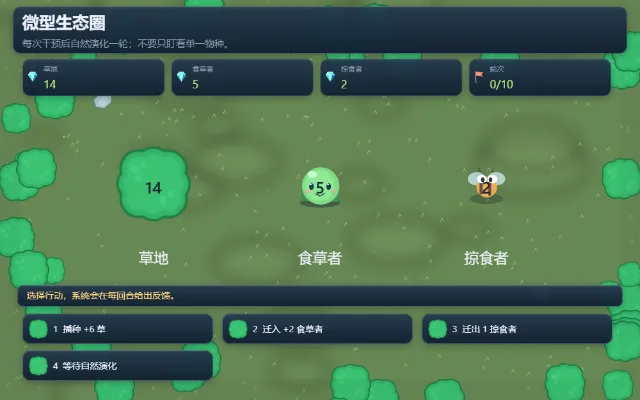 微型生态圈
每次干预后自然演化一轮；不要只盯着单一物种。
草地
14
食草者
5
掠食者
2
轮次
0/10
14
5
2
草地
食草者
掠食者
选择行动，系统会在每回合给出反馈。
1 播种 +6 草
2 迁入 +2 食草者
3 迁出 1 掠食者
4 等待自然演化